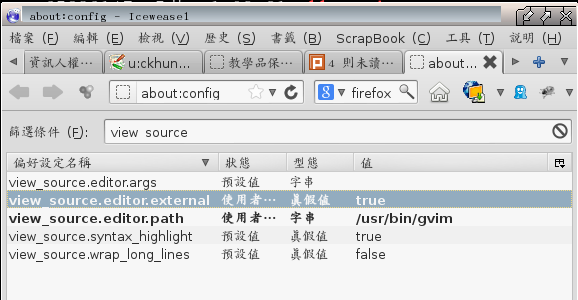 about:config - Iceweasel
檔案 (F) 編輯 (E) 檢視 (V) 歷史 (S) 書籤 (B) ScrapBook (C) 工具 (T) 說明 (H)
資訊人權… u:ckhun… 教學品保… 4 則未讀… about…
about:config firefox
篩選條件 (F): view source
偏好設定名稱 狀態 型態 值
view_source.editor.args 預設值 字串
view_source.editor.external 使用者… 真假值 true
view_source.editor.path 使用者… 字串 /usr/bin/gvim
view_source.syntax_highlight 預設值 真假值 true
view_source.wrap_long_lines 預設值 真假值 false